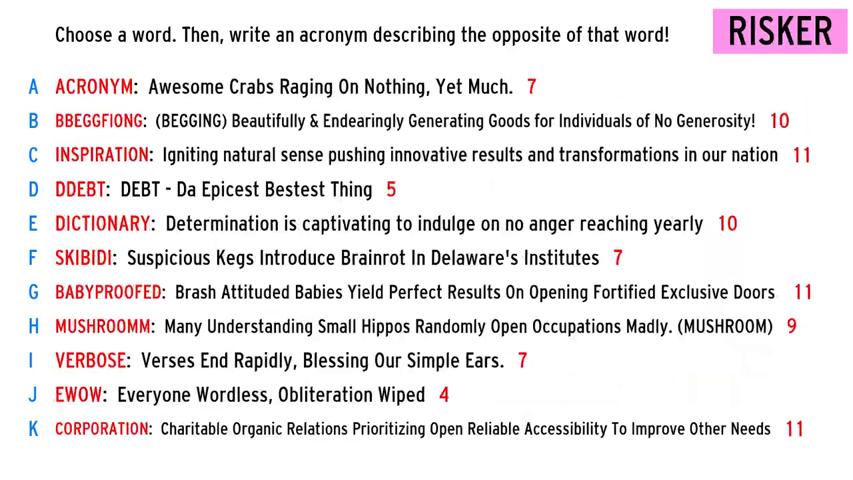 Choose a word. Then, write an acronym describing the opposite of that word!
RISKER
A ACRONYM: Awesome Crabs Raging On Nothing, Yet Much. 7
B BBEGGFIONG: (BEGGING) Beautifully & Endearingly Generating Goods for Individuals of No Generosity! 10
C INSPIRATION: Igniting natural sense pushing innovative results and transformations in our nation 11
D DDEBT: DEBT - Da Epicest Bestest Thing 5
E DICTIONARY: Determination is captivating to indulge on no anger reaching yearly 10
F SKIBIDI: Suspicious Kegs Introduce Brainrot In Delaware's Institutes 7
G BABYPROOFED: Brash Attituded Babies Yield Perfect Results On Opening Fortified Exclusive Doors 11
H MUSHROOMM: Many Understanding Small Hippos Randomly Open Occupations Madly. (MUSHROOM) 9
I VERBOSE: Verses End Rapidly, Blessing Our Simple Ears. 7
J EWOW: Everyone Wordless, Obliteration Wiped 4
K CORPORATION: Charitable Organic Relations Prioritizing Open Reliable Accessibility To Improve Other Needs 11